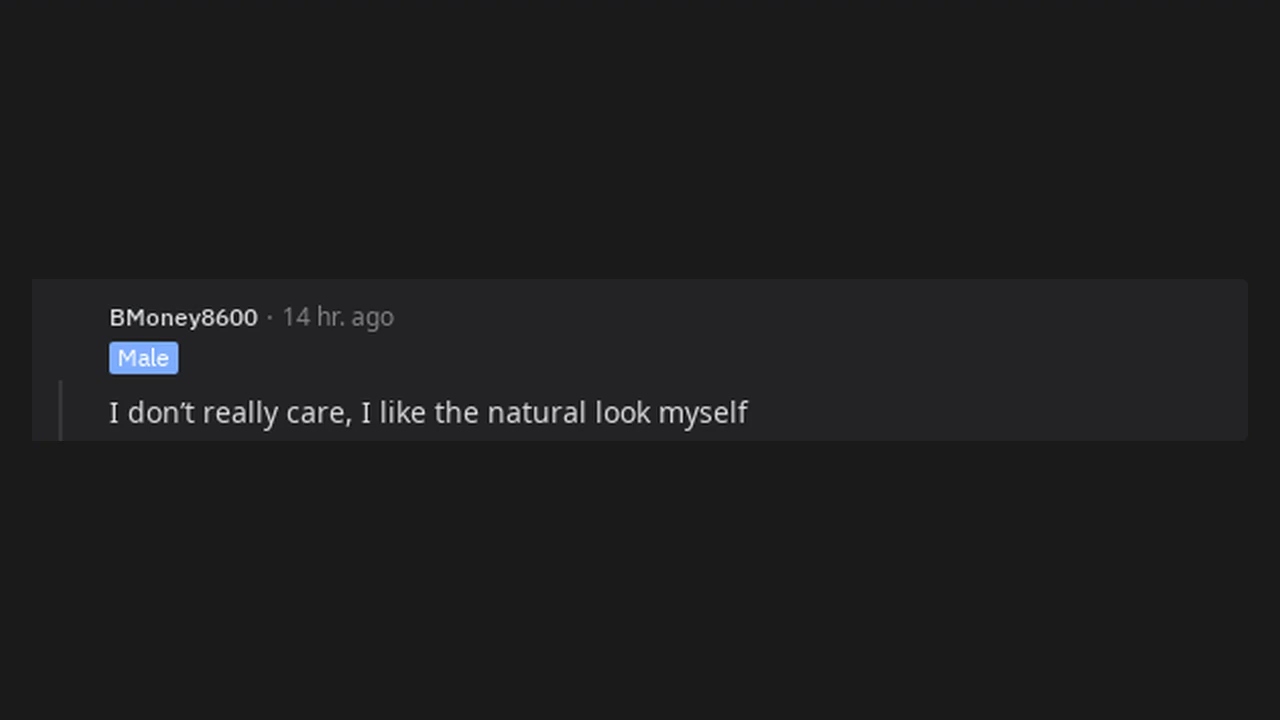 BMoney8600 · 14 hr. ago
Male
I don't really care, I like the natural look myself